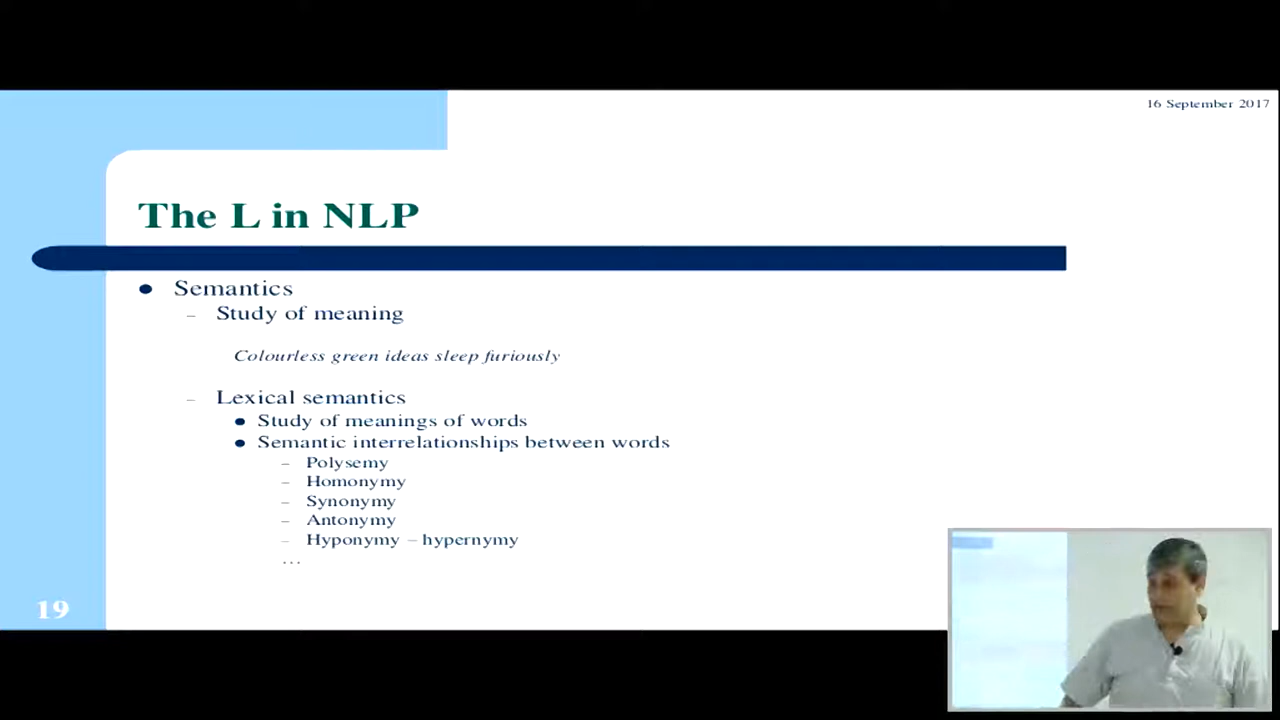 16 September 2017
The L in NLP
● Semantics
– Study of meaning
Colourless green ideas sleep furiously
– Lexical semantics
● Study of meanings of words
● Semantic interrelationships between words
– Polysemy
– Homonymy
– Synonymy
– Antonymy
– Hyponymy – hypernymy
...
19